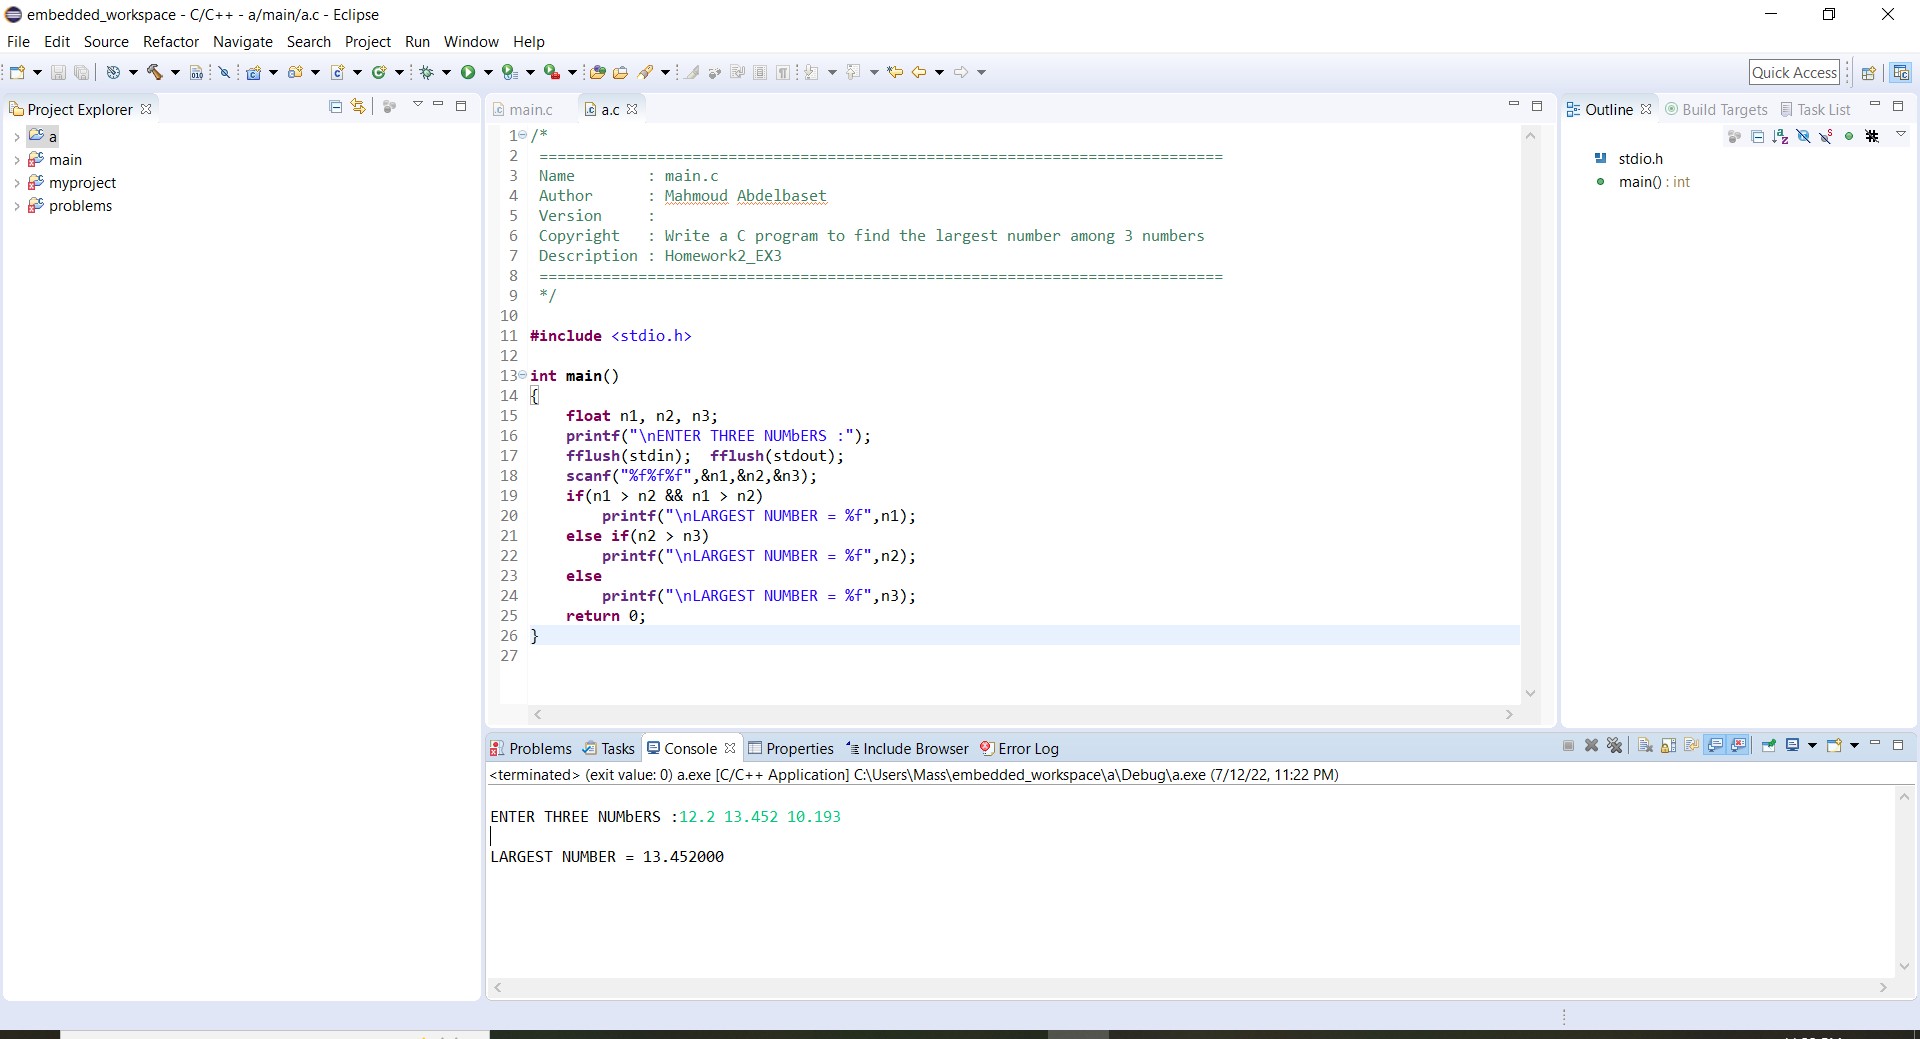 embedded_workspace - C/C++ - a/main/a.c - Eclipse
File Edit Source Refactor Navigate Search Project Run Window Help
Quick Access
Project Explorer
a
main
myproject
problems
main.c a.c
1 /*
2 ============================================================================
3 Name        : main.c
4 Author      : Mahmoud Abdelbaset
5 Version     :
6 Copyright   : Write a C program to find the largest number among 3 numbers
7 Description : Homework2_EX3
8 ============================================================================
9 */
10
11 #include <stdio.h>
12
13 int main()
14 {
15     float n1, n2, n3;
16     printf("\nENTER THREE NUMbERS :");
17     fflush(stdin);  fflush(stdout);
18     scanf("%f%f%f",&n1,&n2,&n3);
19     if(n1 > n2 && n1 > n2)
20         printf("\nLARGEST NUMBER = %f",n1);
21     else if(n2 > n3)
22         printf("\nLARGEST NUMBER = %f",n2);
23     else
24         printf("\nLARGEST NUMBER = %f",n3);
25     return 0;
26 }
27
Outline Build Targets Task List
stdio.h
main() : int
Problems Tasks Console Properties Include Browser Error Log
<terminated> (exit value: 0) a.exe [C/C++ Application] C:\Users\Mass\embedded_workspace\a\Debug\a.exe (7/12/22, 11:22 PM)
ENTER THREE NUMbERS :12.2 13.452 10.193
LARGEST NUMBER = 13.452000